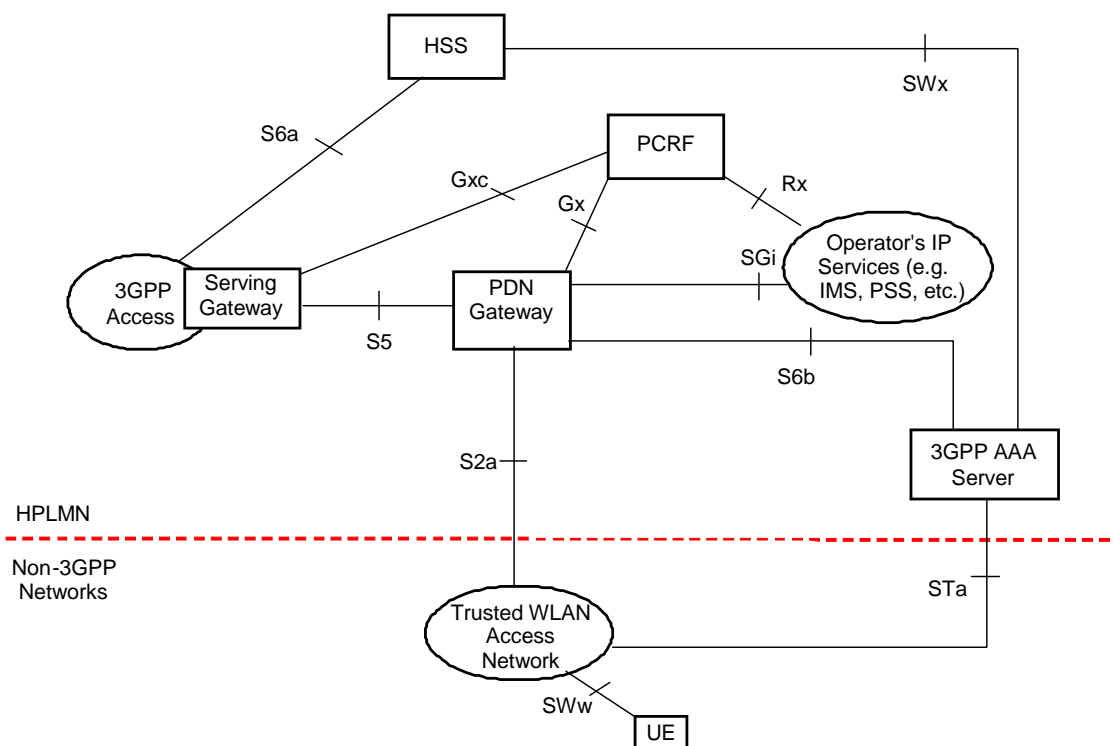 HSS
SWx
S6a
PCRF
Gxc
Rx
Gx
Operator's IP
Services (e.g.
IMS, PSS, etc.)
SGi
3GPP
Access
Serving
Gateway
PDN
Gateway
S5
S6b
S2a
3GPP AAA
Server
HPLMN
Non-3GPP
Networks
STa
Trusted WLAN
Access
Network
SWw
UE